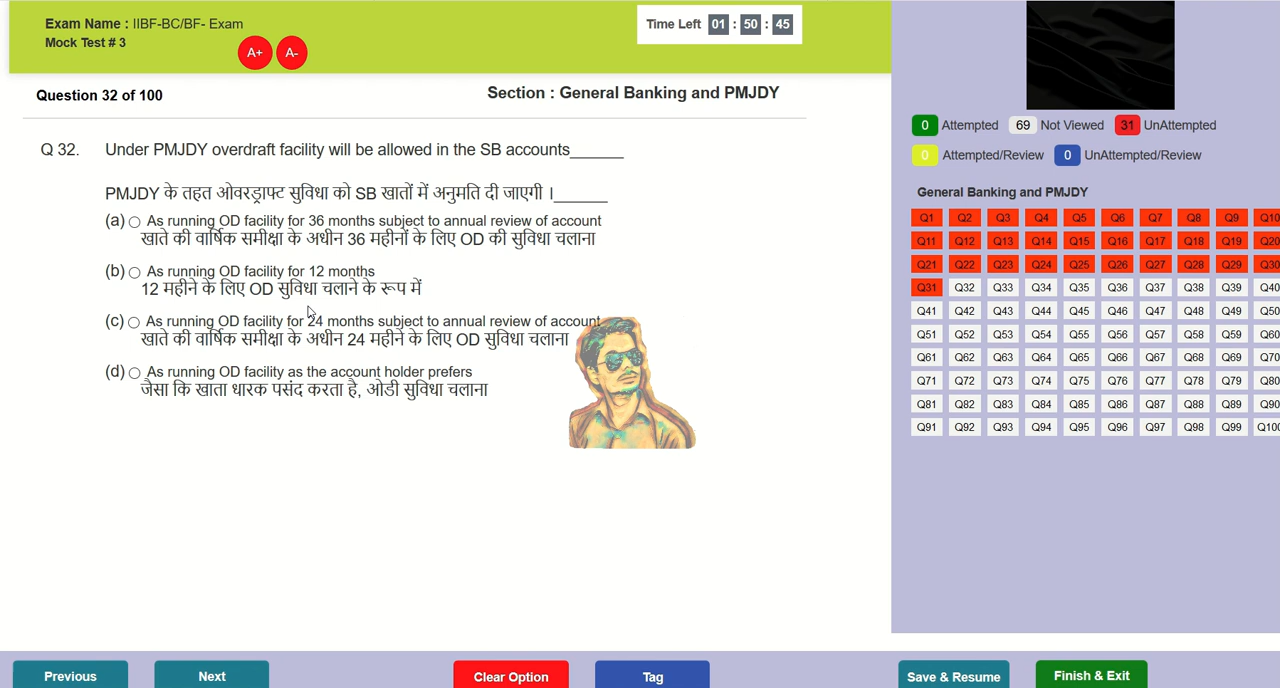 Exam Name : IIBF-BC/BF- Exam
Mock Test # 3
A+ A-
Time Left 01 : 50 : 45
Question 32 of 100
Section : General Banking and PMJDY
Q 32. Under PMJDY overdraft facility will be allowed in the SB accounts______
PMJDY के तहत ओवरड्राफ्ट सुविधा को SB खातों में अनुमति दी जाएगी ।______
(a) As running OD facility for 36 months subject to annual review of account
खाते की वार्षिक समीक्षा के अधीन 36 महीनों के लिए OD की सुविधा चलाना
(b) As running OD facility for 12 months
12 महीने के लिए OD सुविधा चलाने के रूप में
(c) As running OD facility for 24 months subject to annual review of account
खाते की वार्षिक समीक्षा के अधीन 24 महीने के लिए OD सुविधा चलाना
(d) As running OD facility as the account holder prefers
जैसा कि खाता धारक पसंद करता है, ओडी सुविधा चलाना
0 Attempted 69 Not Viewed 31 UnAttempted
0 Attempted/Review 0 UnAttempted/Review
General Banking and PMJDY
Q1 Q2 Q3 Q4 Q5 Q6 Q7 Q8 Q9 Q10
Q11 Q12 Q13 Q14 Q15 Q16 Q17 Q18 Q19 Q20
Q21 Q22 Q23 Q24 Q25 Q26 Q27 Q28 Q29 Q30
Q31 Q32 Q33 Q34 Q35 Q36 Q37 Q38 Q39 Q40
Q41 Q42 Q43 Q44 Q45 Q46 Q47 Q48 Q49 Q50
Q51 Q52 Q53 Q54 Q55 Q56 Q57 Q58 Q59 Q60
Q61 Q62 Q63 Q64 Q65 Q66 Q67 Q68 Q69 Q70
Q71 Q72 Q73 Q74 Q75 Q76 Q77 Q78 Q79 Q80
Q81 Q82 Q83 Q84 Q85 Q86 Q87 Q88 Q89 Q90
Q91 Q92 Q93 Q94 Q95 Q96 Q97 Q98 Q99 Q100
Previous Next Clear Option Tag Save & Resume Finish & Exit